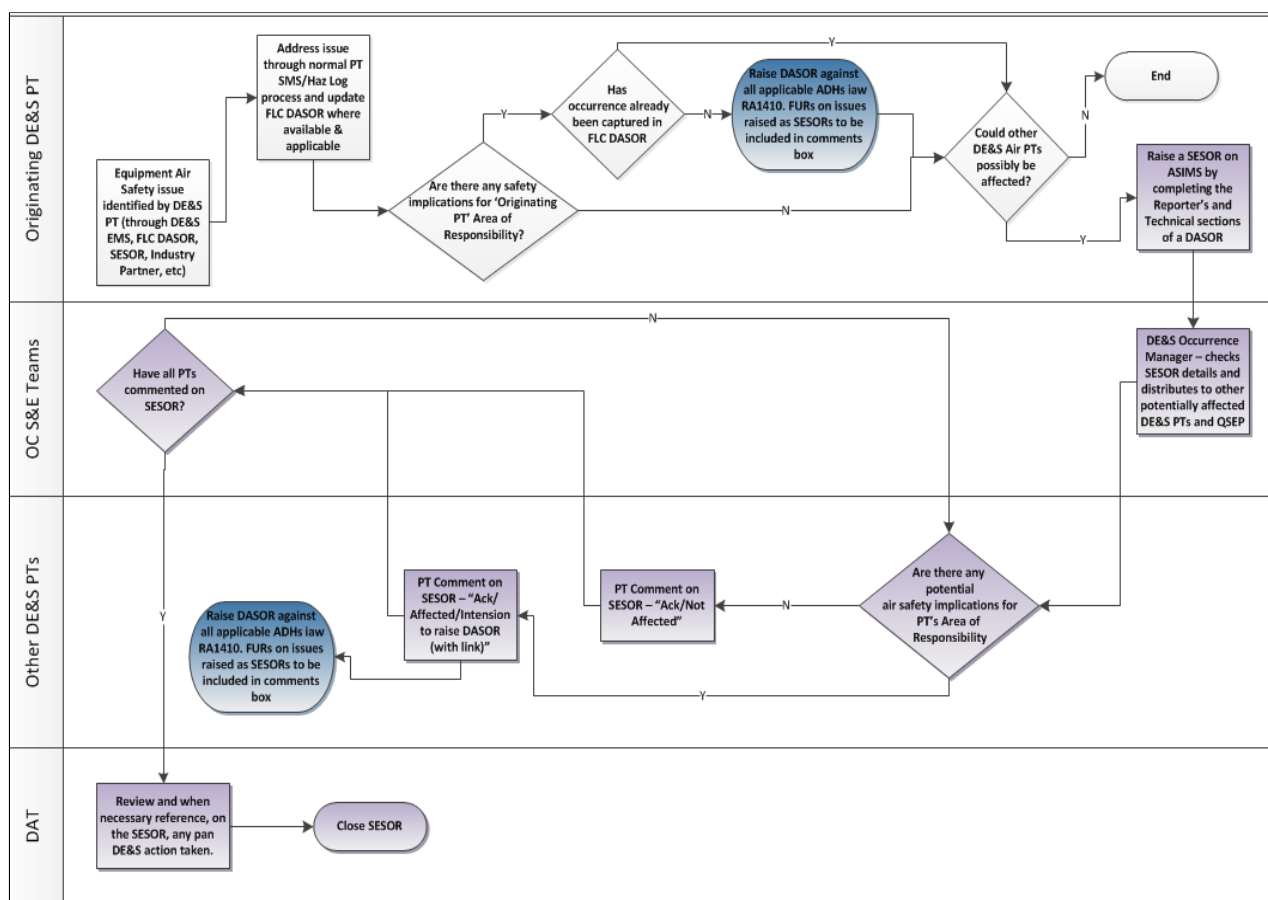 Originating DE&S PT
Equipment Air
Safety issue
identified by DE&S
PT (through DE&S
EMS, FLC DASOR,
SESOR, Industry
Partner, etc)
Address issue
through normal PT
SMS/Haz Log
process and update
FLC DASOR where
available &
applicable
Are there any safety
implications for ‘Originating
PT’ Area of
Responsibility?
Y
N
Has
occurrence already
been captured in
FLC DASOR
Y
N
Raise DASOR against
all applicable ADHs iaw
RA1410. FURs on issues
raised as SESORs to be
included in comments
box
Could other
DE&S Air PTs
possibly be
affected?
N
Y
End
Raise a SESOR on
ASIMS by
completing the
Reporter’s and
Technical sections
of a DASOR
OC S&E Teams
Have all PTs
commented on
SESOR?
N
Y
DE&S Occurrence
Manager – checks
SESOR details and
distributes to other
potentially affected
DE&S PTs and QSEP
Other DE&S PTs
Raise DASOR against
all applicable ADHs iaw
RA1410. FURs on issues
raised as SESORs to be
included in comments
box
PT Comment on
SESOR – “Ack/
Affected/Intension
to raise DASOR
(with link)”
PT Comment on
SESOR – “Ack/Not
Affected”
N
Y
Are there any
potential
air safety implications for
PT’s Area of
Responsibility
DAT
Review and when
necessary reference, on
the SESOR, any pan
DE&S action taken.
Close SESOR